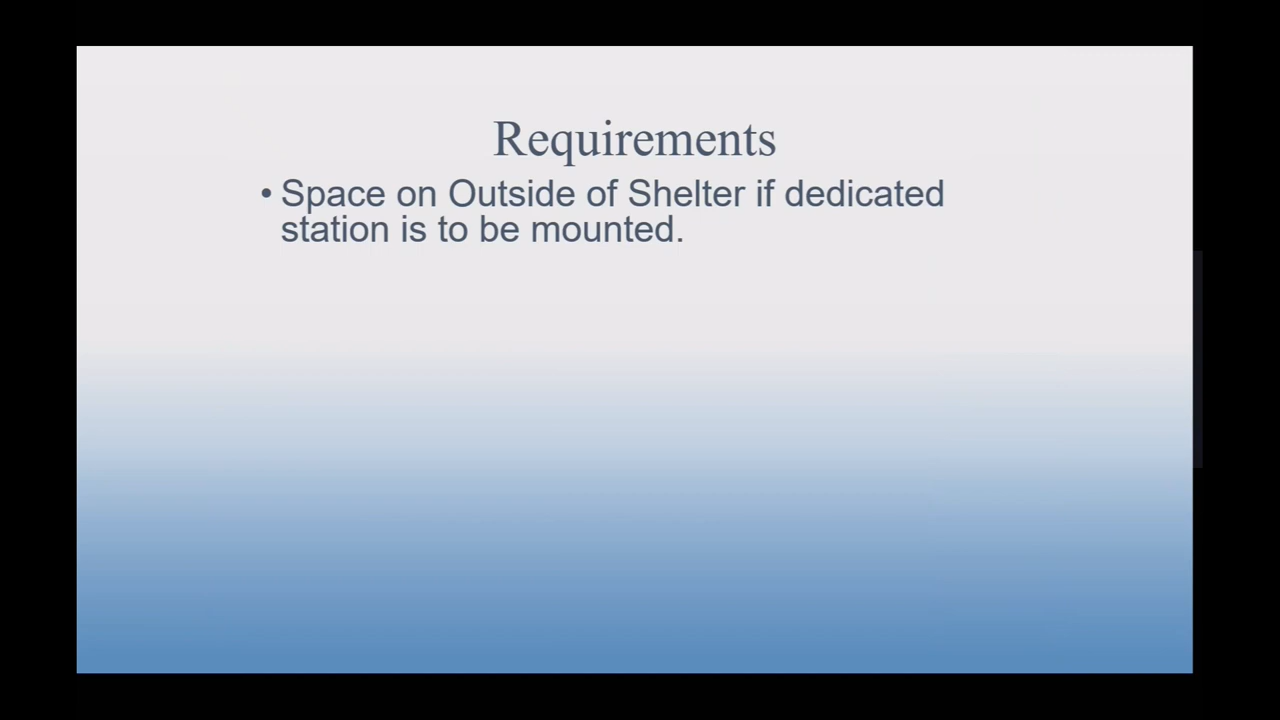 Requirements
• Space on Outside of Shelter if dedicated
station is to be mounted.